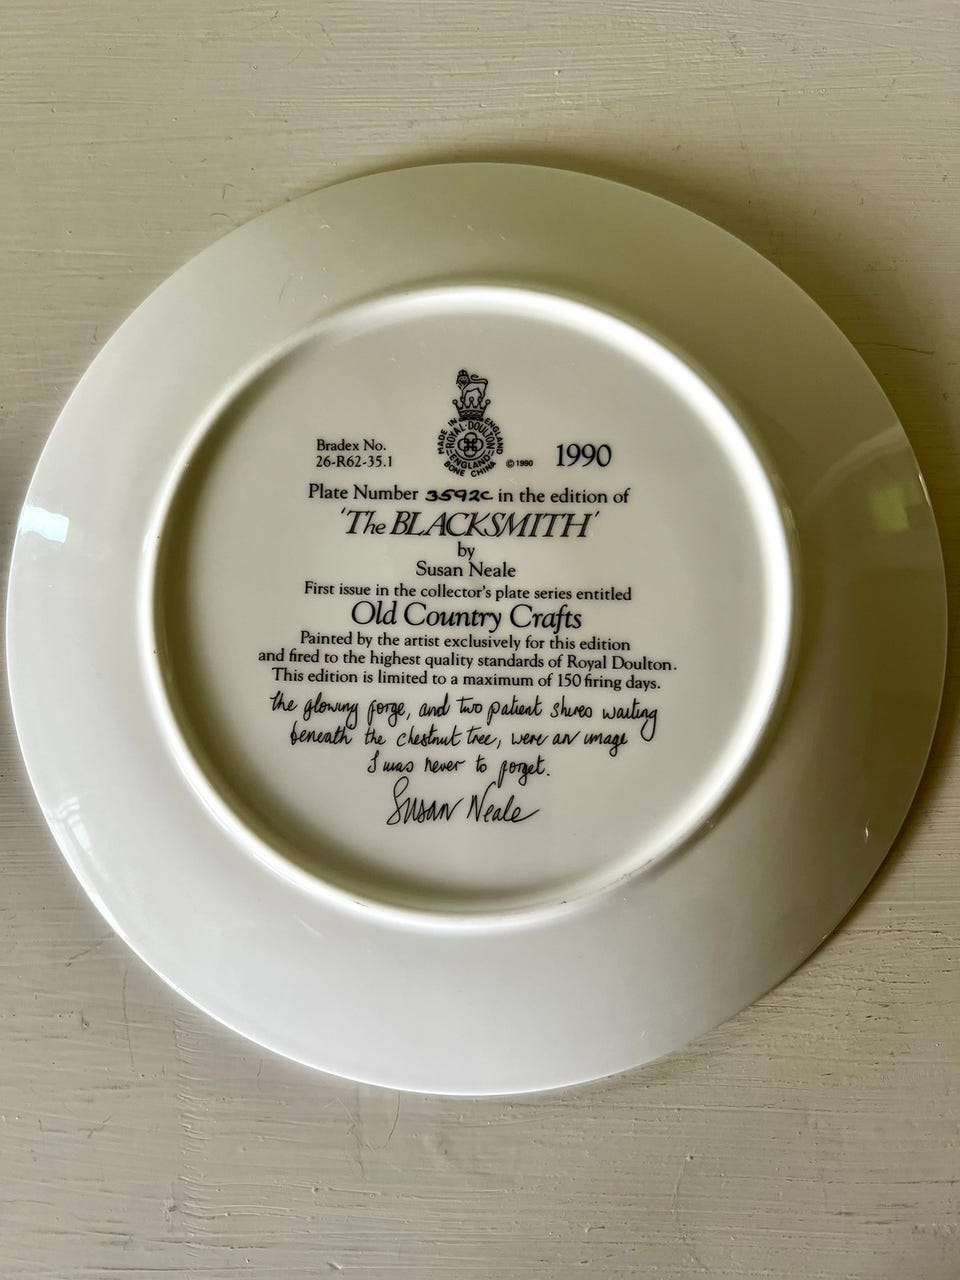 MADE IN ENGLAND
ROYAL·DOULTON
ENGLAND
BONE CHINA
Bradex No.
26-R62-35.1
©1990
1990
Plate Number 3592C in the edition of
'The BLACKSMITH'
by
Susan Neale
First issue in the collector's plate series entitled
Old Country Crafts
Painted by the artist exclusively for this edition
and fired to the highest quality standards of Royal Doulton.
This edition is limited to a maximum of 150 firing days.
the glowing forge, and two patient shires waiting
beneath the chestnut tree, were an image
I was never to forget.
Susan Neale